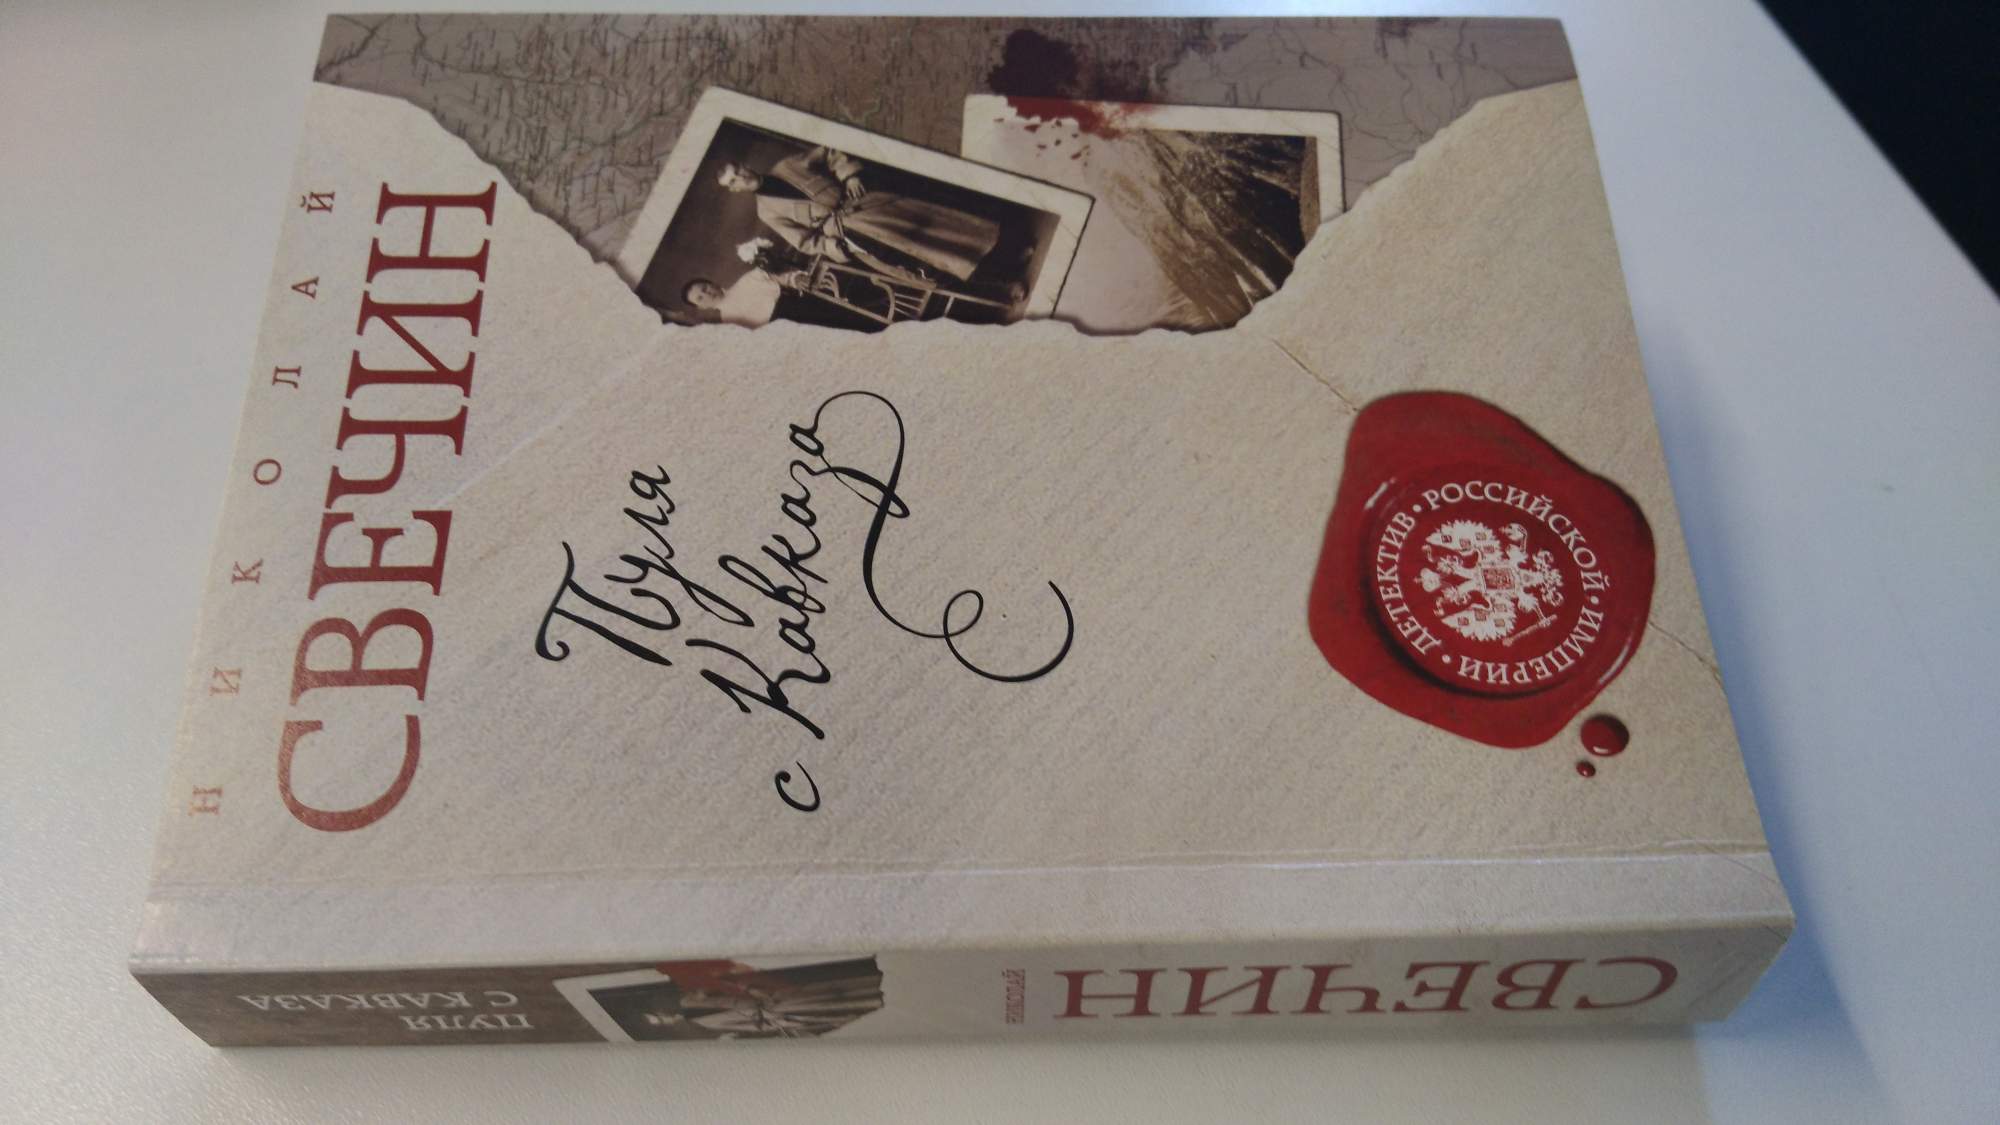 НИКОЛАЙ
СВЕЧИН
Пуля
с Кавказа
ДЕТЕКТИВ • РОССИЙСКОЙ • ИМПЕРИИ •
НИКОЛАЙ
СВЕЧИН
ПУЛЯ
С КАВКАЗА